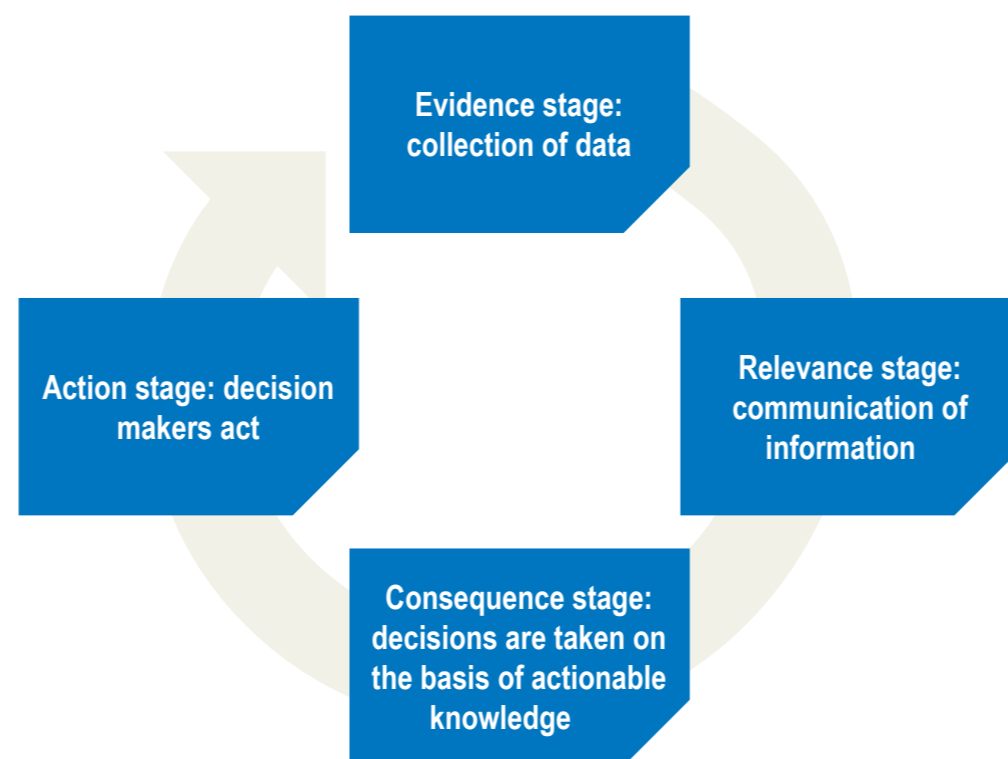 Evidence stage:
collection of data
Relevance stage:
communication of
information
Consequence stage:
decisions are taken on
the basis of actionable
knowledge
Action stage: decision
makers act